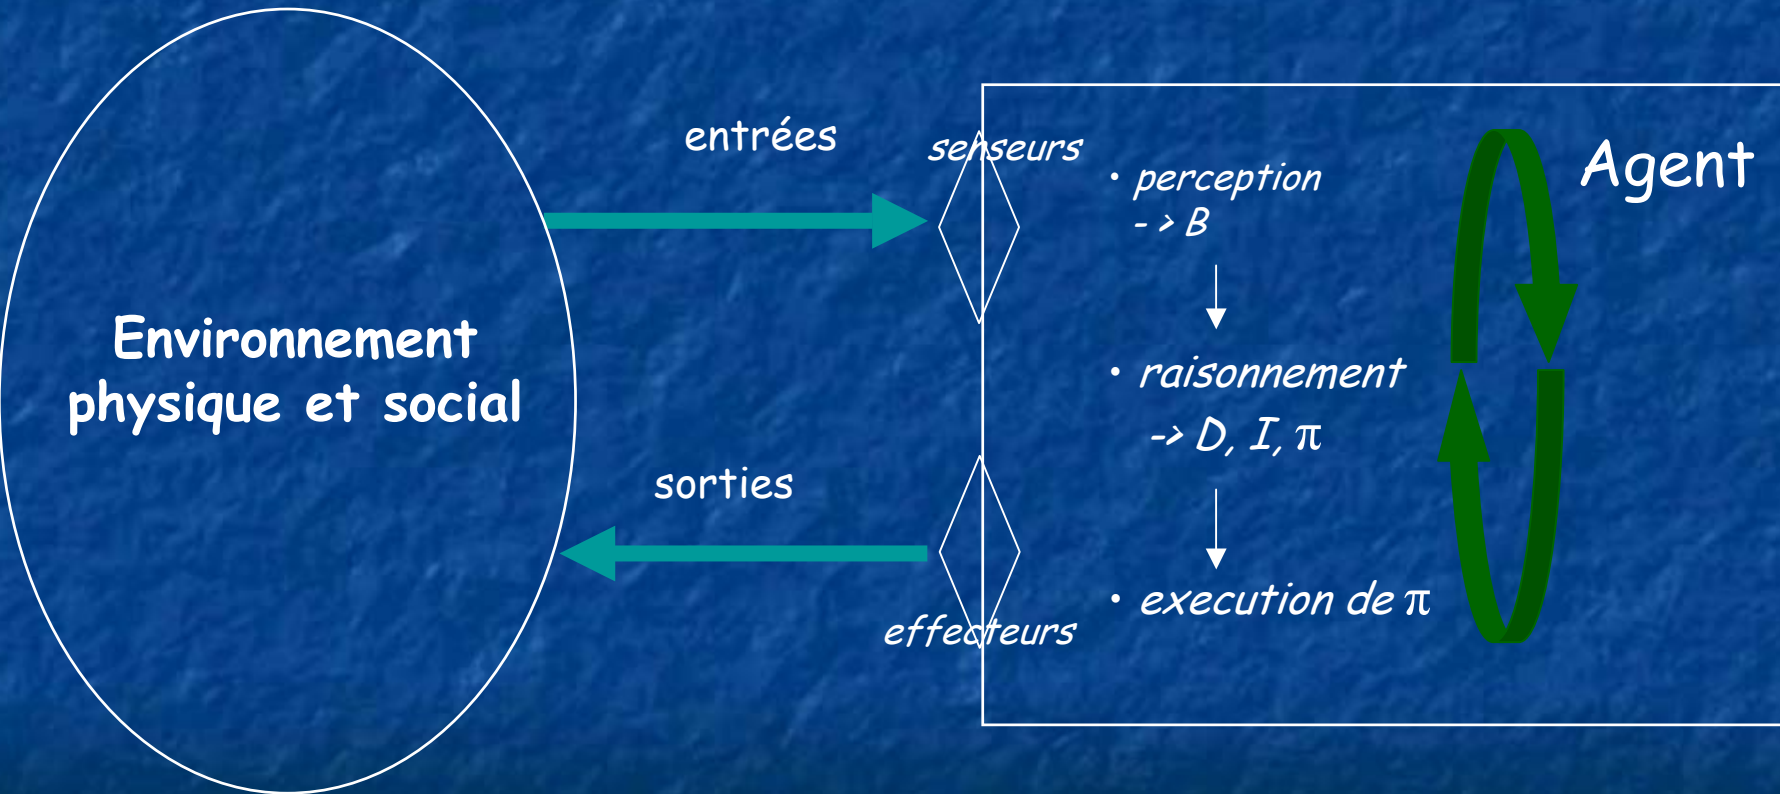 Environnement
physique et social
entrées
sorties
senseurs
effecteurs
Agent
• perception
- > B
• raisonnement
-> D, I, π
• execution de π